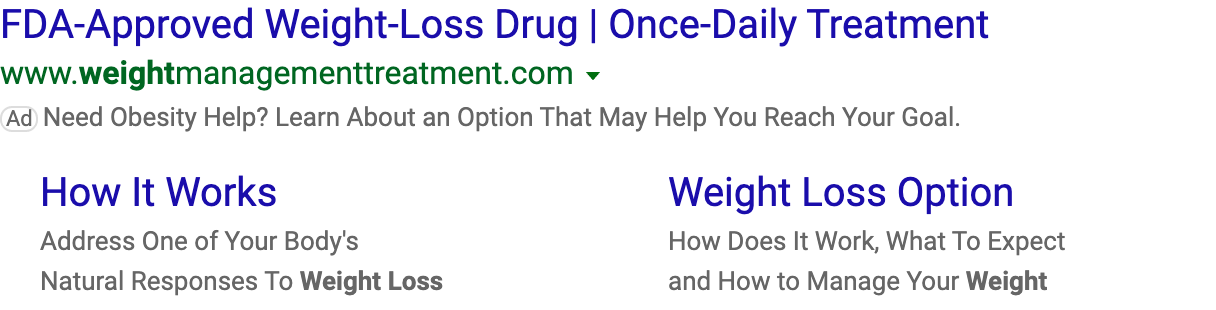 FDA-Approved Weight-Loss Drug | Once-Daily Treatment
www.weightmanagementtreatment.com
Ad Need Obesity Help? Learn About an Option That May Help You Reach Your Goal.
How It Works
Address One of Your Body's
Natural Responses To Weight Loss
Weight Loss Option
How Does It Work, What To Expect
and How to Manage Your Weight